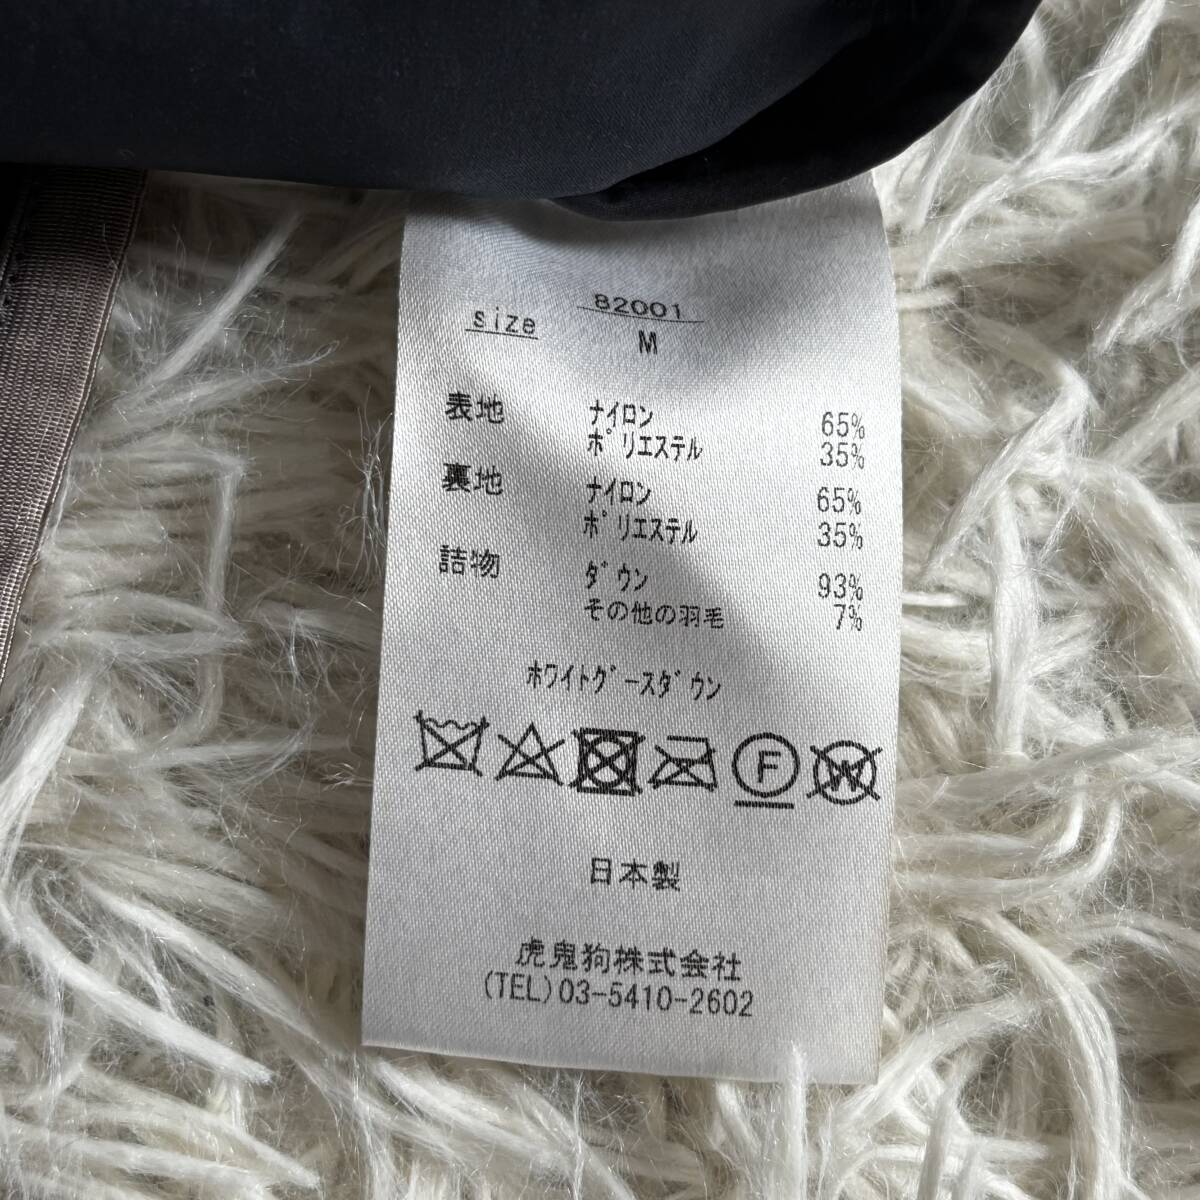 82001
size M
表地 ナイロン 65%
ポリエステル 35%
裏地 ナイロン 65%
ポリエステル 35%
詰物 ダウン 93%
その他の羽毛 7%
ホワイトグースダウン
F W
日本製
虎鬼狗株式会社
(TEL)03-5410-2602